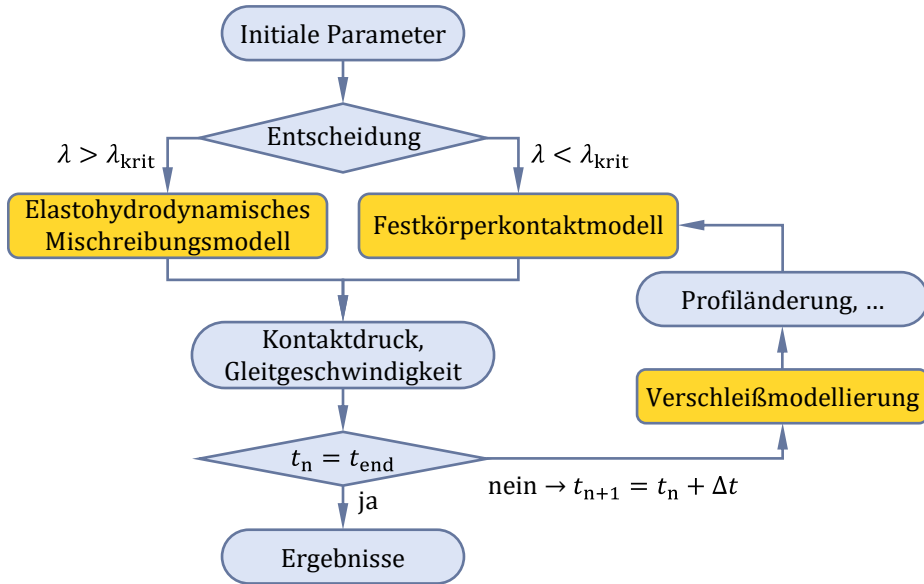 Initiale Parameter
Entscheidung
λ > λkrit
λ < λkrit
Elastohydrodynamisches
Mischreibungsmodell
Festkörperkontaktmodell
Profiländerung, ...
Kontaktdruck,
Gleitgeschwindigkeit
Verschleißmodellierung
tn = tend
nein → tn+1 = tn + Δt
ja
Ergebnisse